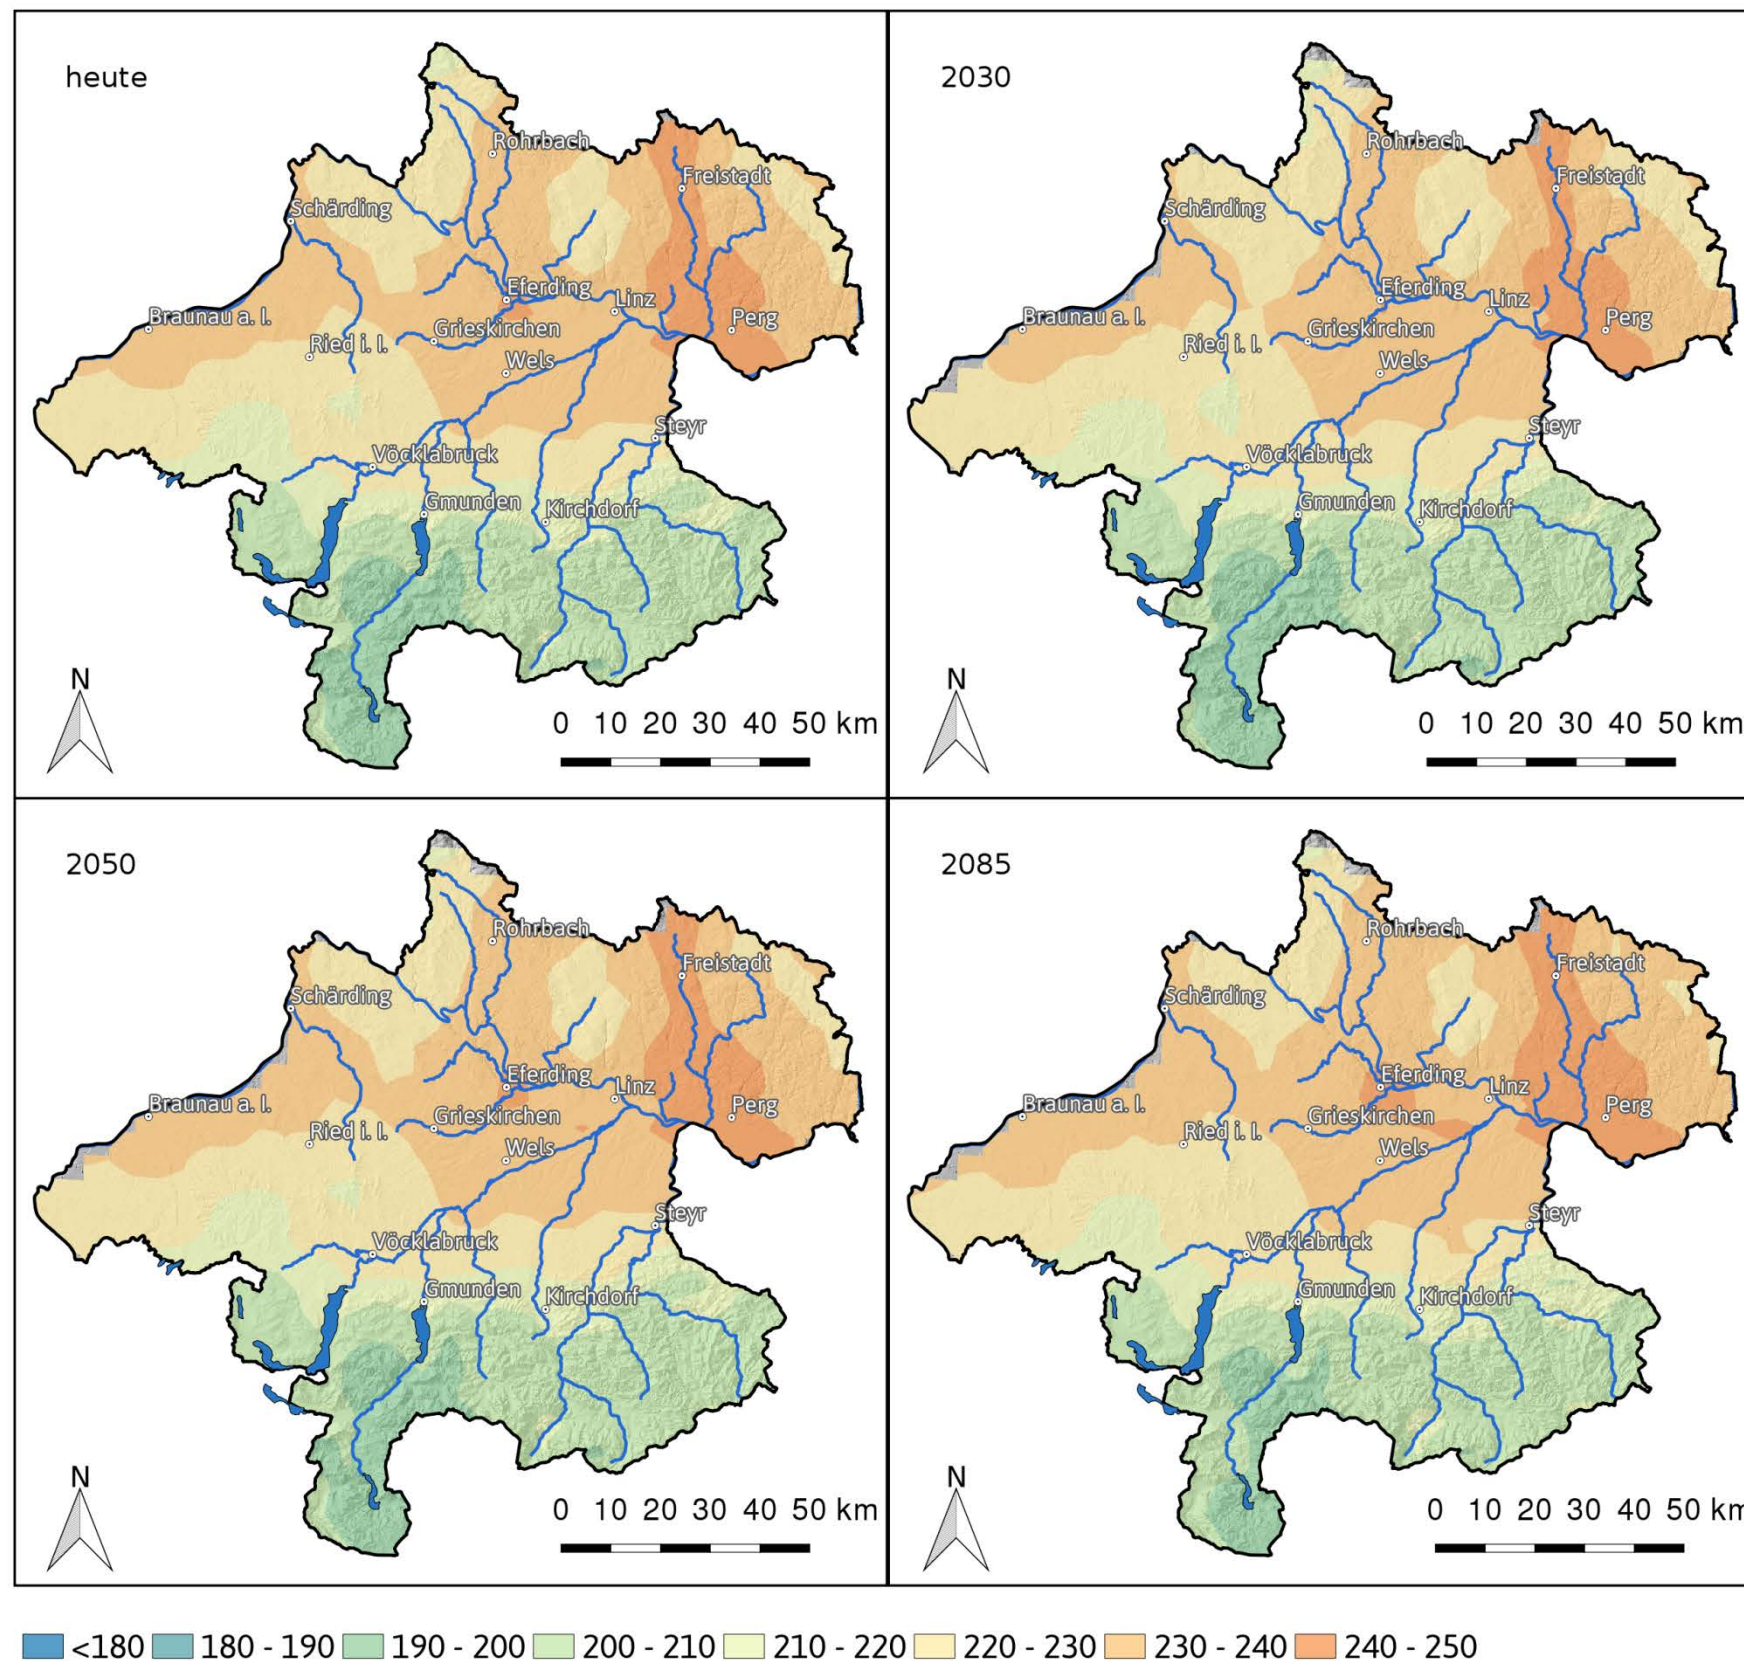 heute
Rohrbach
Freistadt
Schärding
Eferding
Linz
Braunau a. I.
Grieskirchen
Perg
Ried i. I.
Wels
Steyr
Vöcklabruck
Gmunden
Kirchdorf
N
0 10 20 30 40 50 km
2030
Rohrbach
Freistadt
Schärding
Eferding
Linz
Braunau a. I.
Grieskirchen
Perg
Ried i. I.
Wels
Steyr
Vöcklabruck
Gmunden
Kirchdorf
N
0 10 20 30 40 50 km
2050
Rohrbach
Freistadt
Schärding
Eferding
Linz
Braunau a. I.
Grieskirchen
Perg
Ried i. I.
Wels
Steyr
Vöcklabruck
Gmunden
Kirchdorf
N
0 10 20 30 40 50 km
2085
Rohrbach
Freistadt
Schärding
Eferding
Linz
Braunau a. I.
Grieskirchen
Perg
Ried i. I.
Wels
Steyr
Vöcklabruck
Gmunden
Kirchdorf
N
0 10 20 30 40 50 km
<180 180 - 190 190 - 200 200 - 210 210 - 220 220 - 230 230 - 240 240 - 250